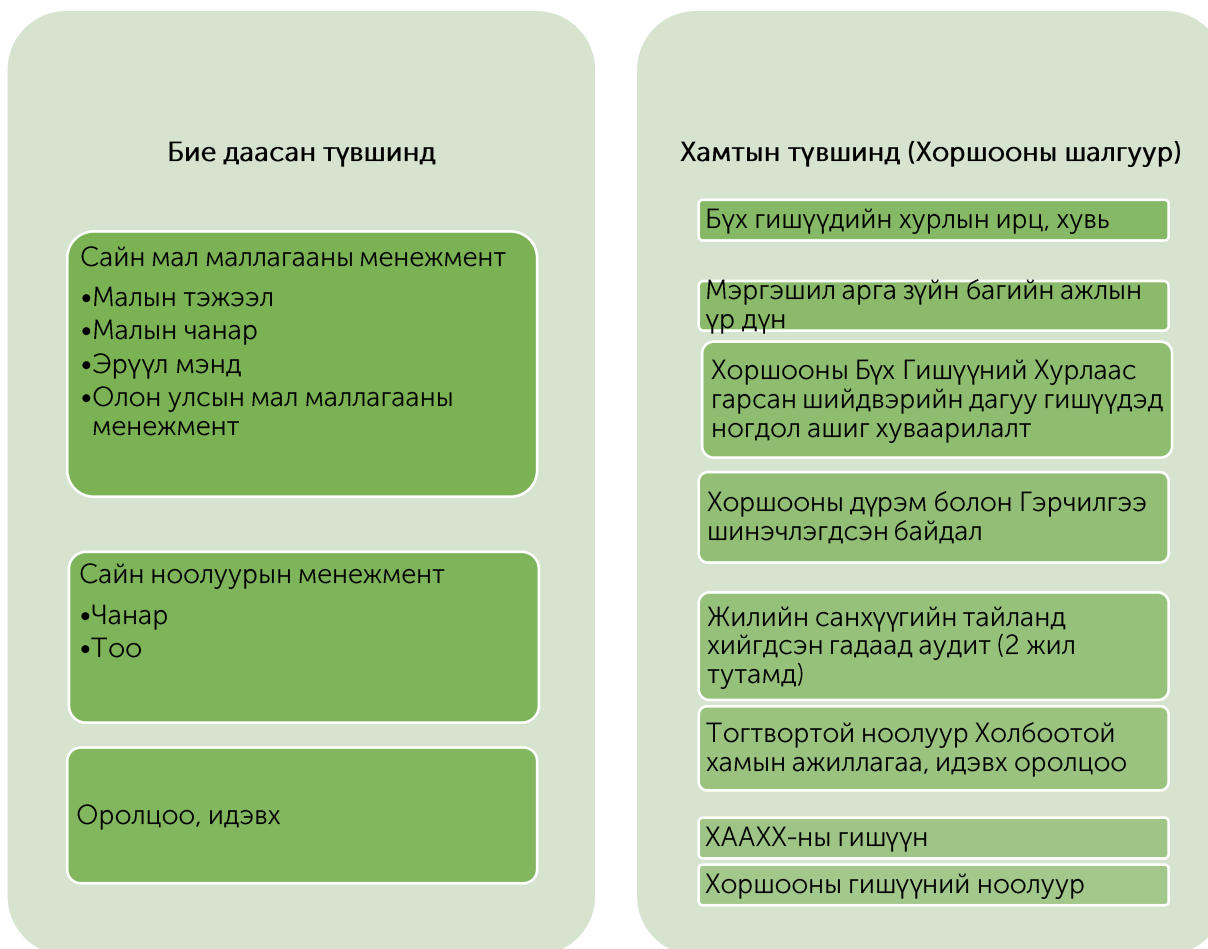 Бие даасан түвшинд
Сайн мал маллагааны менежмент
•Малын тэжээл
•Малын чанар
•Эрүүл мэнд
•Олон улсын мал маллагааны
менежмент
Сайн ноолуурын менежмент
•Чанар
•Тоо
Оролцоо, идэвх
Хамтын түвшинд (Хоршооны шалгуур)
Бүх гишүүдийн хурлын ирц, хувь
Мэргэшил арга зүйн багийн ажлын
үр дүн
Хоршооны Бүх Гишүүний Хурлаас
гарсан шийдвэрийн дагуу гишүүдэд
ногдол ашиг хуваарилалт
Хоршооны дүрэм болон Гэрчилгээ
шинэчлэгдсэн байдал
Жилийн санхүүгийн тайланд
хийгдсэн гадаад аудит (2 жил
тутамд)
Тогтвортой ноолуур Холбоотой
хамын ажиллагаа, идэвх оролцоо
ХААХХ-ны гишүүн
Хоршооны гишүүний ноолуур